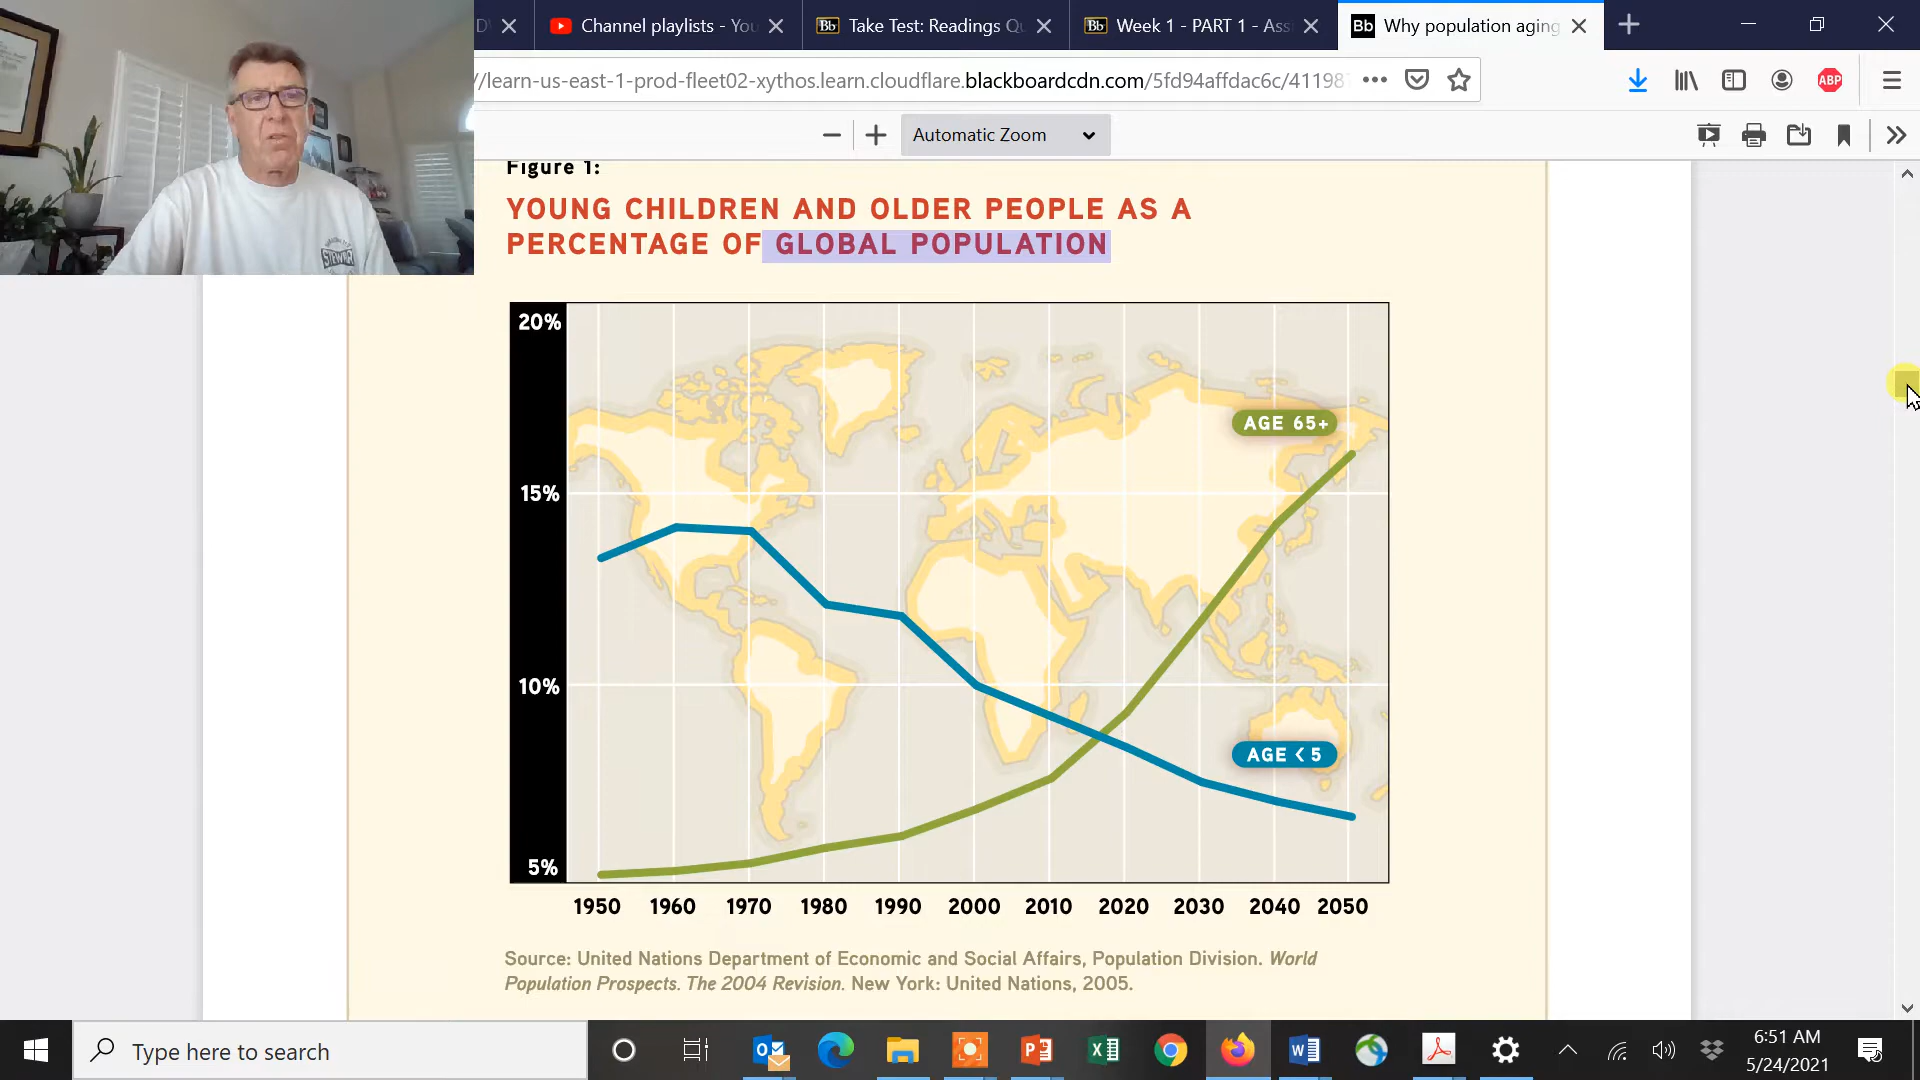 Channel playlists - You
Take Test: Readings Qu
Week 1 - PART 1 - Ass
Why population aging
//learn-us-east-1-prod-fleet02-xythos.learn.cloudflare.blackboardcdn.com/5fd94affdac6c/411987
ABP
Automatic Zoom
Figure 1:
YOUNG CHILDREN AND OLDER PEOPLE AS A
PERCENTAGE OF GLOBAL POPULATION
20%
AGE 65+
15%
10%
AGE < 5
5%
1950 1960 1970 1980 1990 2000 2010 2020 2030 2040 2050
Source: United Nations Department of Economic and Social Affairs, Population Division. World
Population Prospects. The 2004 Revision. New York: United Nations, 2005.
Type here to search
6:51 AM
5/24/2021